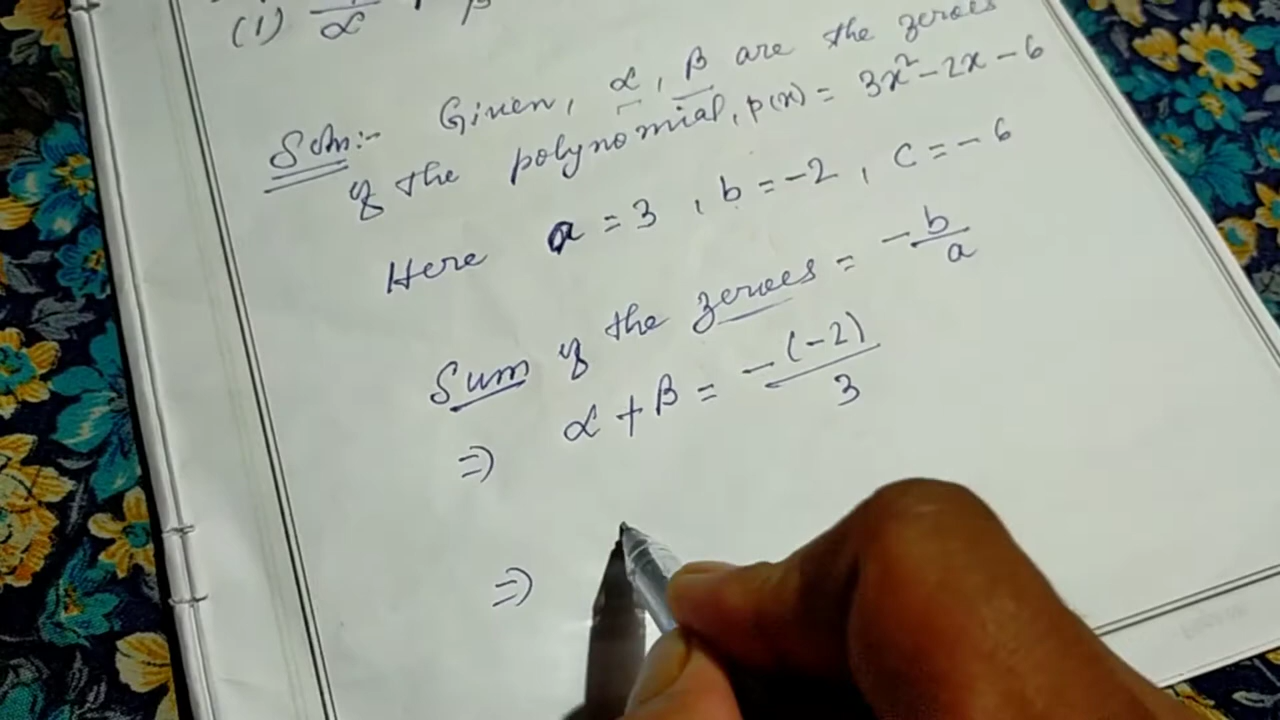 (1) /α β
Soln:- Given, α, β are the zeroes
of the polynomial, p(x) = 3x²-2x-6
Here a = 3, b = -2, c = -6
Sum of the zeroes = -b/a
⇒ α + β = -(-2)/3
⇒